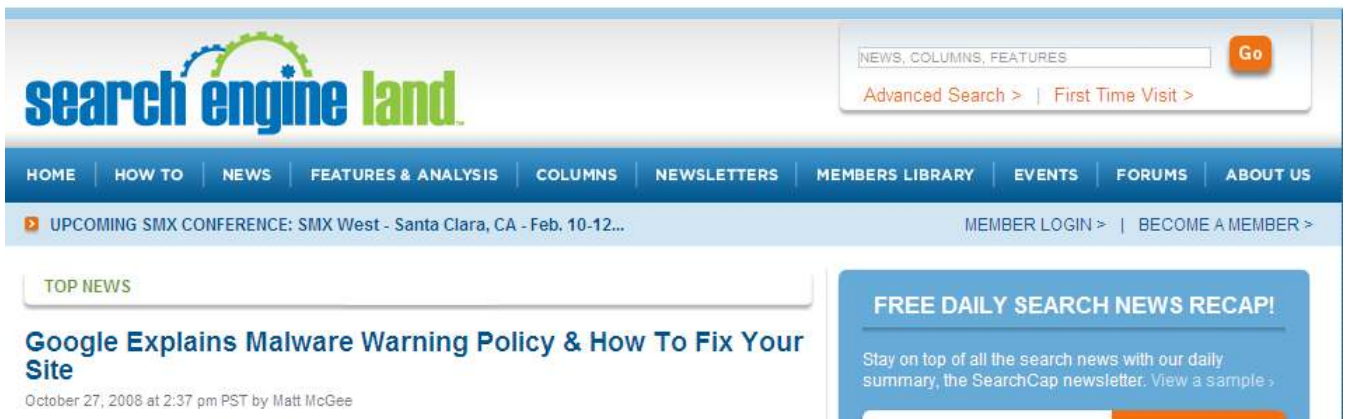 search engine land
NEWS, COLUMNS, FEATURES
Go
Advanced Search > | First Time Visit >
HOME | HOW TO | NEWS | FEATURES & ANALYSIS | COLUMNS | NEWSLETTERS | MEMBERS LIBRARY | EVENTS | FORUMS | ABOUT US
UPCOMING SMX CONFERENCE: SMX West - Santa Clara, CA - Feb. 10-12...
MEMBER LOGIN > | BECOME A MEMBER >
TOP NEWS
Google Explains Malware Warning Policy & How To Fix Your
Site
October 27, 2008 at 2:37 pm PST by Matt McGee
FREE DAILY SEARCH NEWS RECAP!
Stay on top of all the search news with our daily
summary, the SearchCap newsletter. View a sample ›